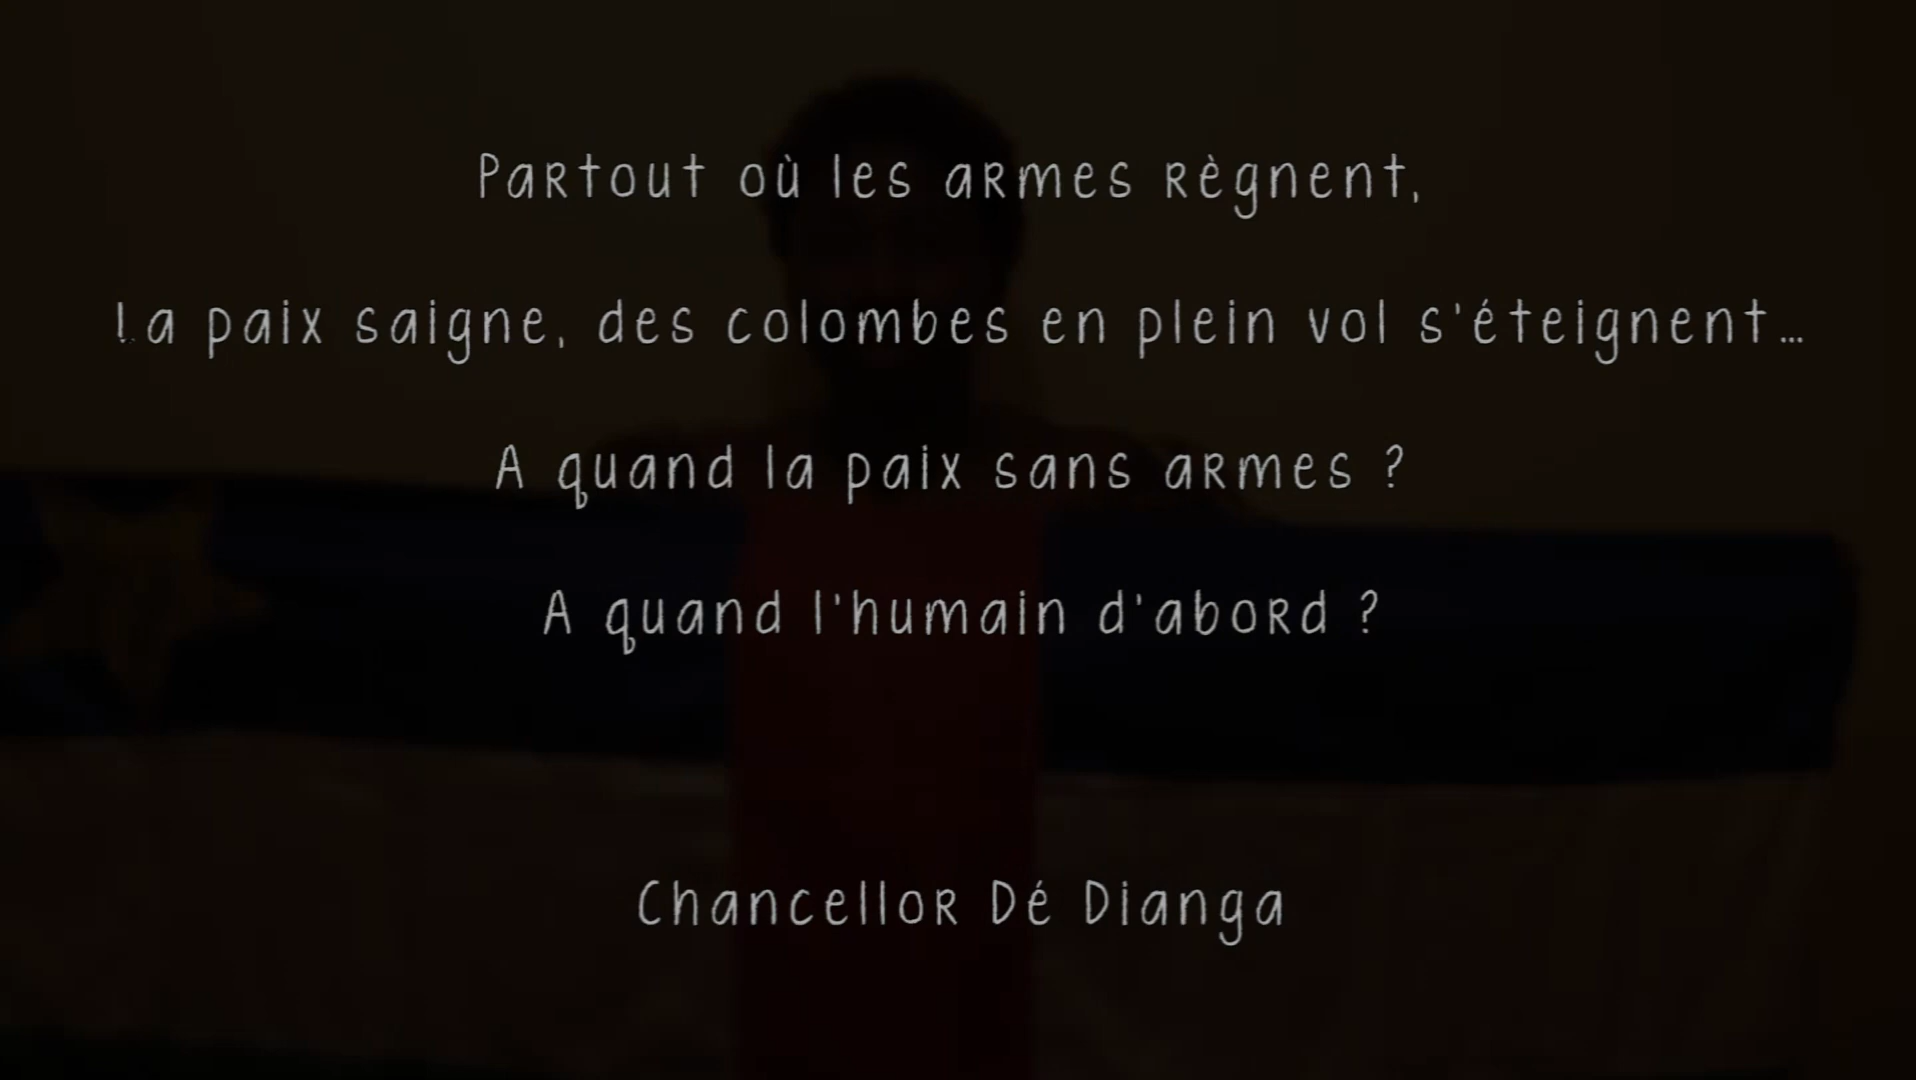 Partout où les armes règnent,
La paix saigne, des colombes en plein vol s'éteignent...
A quand la paix sans armes ?
A quand l'humain d'abord ?
Chancellor Dé Dianga